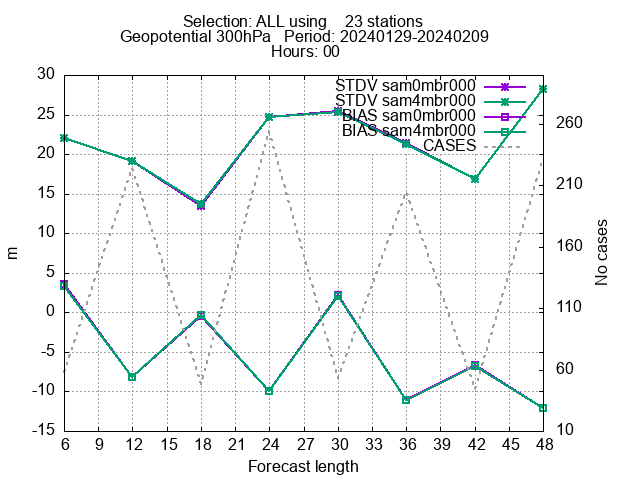 Selection: ALL using    23 stations
Geopotential 300hPa   Period: 20240129-20240209
Hours: 00
STDV sam0mbr000
STDV sam4mbr000
BIAS sam0mbr000
BIAS sam4mbr000
CASES
30
25
20
15
10
5
0
-5
-10
-15
m
260
210
160
110
60
10
No cases
6 9 12 15 18 21 24 27 30 33 36 39 42 45 48
Forecast length